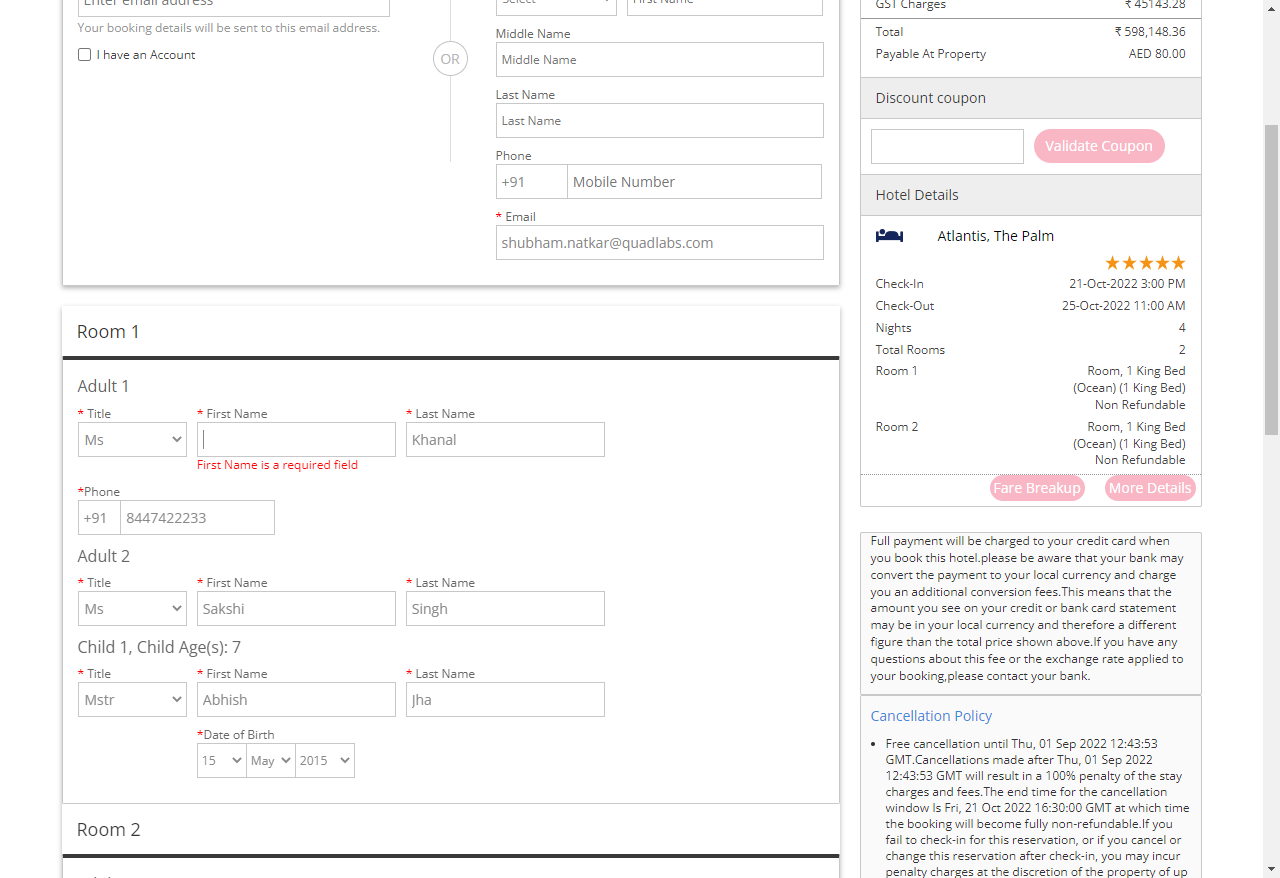 Enter email address
Your booking details will be sent to this email address.
I have an Account
OR
Select
First Name
Middle Name
Middle Name
Last Name
Last Name
Phone
+91
Mobile Number
* Email
shubham.natkar@quadlabs.com
Room 1
Adult 1
* Title
* First Name
* Last Name
Ms
Khanal
First Name is a required field
*Phone
+91
8447422233
Adult 2
* Title
* First Name
* Last Name
Ms
Sakshi
Singh
Child 1, Child Age(s): 7
* Title
* First Name
* Last Name
Mstr
Abhish
Jha
*Date of Birth
15
May
2015
Room 2
GST Charges ₹ 45143.28
Total ₹ 598,148.36
Payable At Property AED 80.00
Discount coupon
Validate Coupon
Hotel Details
Atlantis, The Palm
Check-In 21-Oct-2022 3:00 PM
Check-Out 25-Oct-2022 11:00 AM
Nights 4
Total Rooms 2
Room 1 Room, 1 King Bed
(Ocean) (1 King Bed)
Non Refundable
Room 2 Room, 1 King Bed
(Ocean) (1 King Bed)
Non Refundable
Fare Breakup
More Details
Full payment will be charged to your credit card when
you book this hotel.please be aware that your bank may
convert the payment to your local currency and charge
you an additional conversion fees.This means that the
amount you see on your credit or bank card statement
may be in your local currency and therefore a different
figure than the total price shown above.If you have any
questions about this fee or the exchange rate applied to
your booking,please contact your bank.
Cancellation Policy
• Free cancellation until Thu, 01 Sep 2022 12:43:53
GMT.Cancellations made after Thu, 01 Sep 2022
12:43:53 GMT will result in a 100% penalty of the stay
charges and fees.The end time for the cancellation
window Is Fri, 21 Oct 2022 16:30:00 GMT at which time
the booking will become fully non-refundable.If you
fail to check-in for this reservation, or if you cancel or
change this reservation after check-in, you may incur
penalty charges at the discretion of the property of up